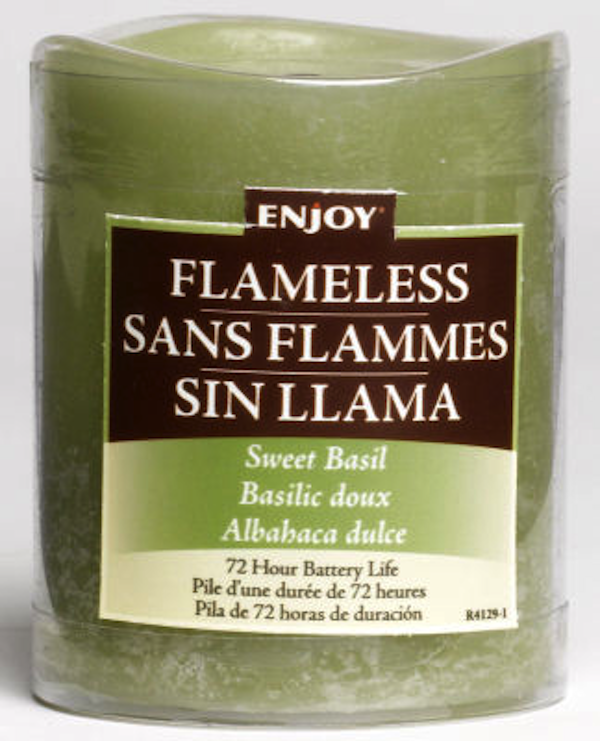 ENJOY
FLAMELESS
SANS FLAMMES
SIN LLAMA
Sweet Basil
Basilic doux
Albahaca dulce
72 Hour Battery Life
Pile d'une durée de 72 heures
Pila de 72 horas de duración
R4129-1